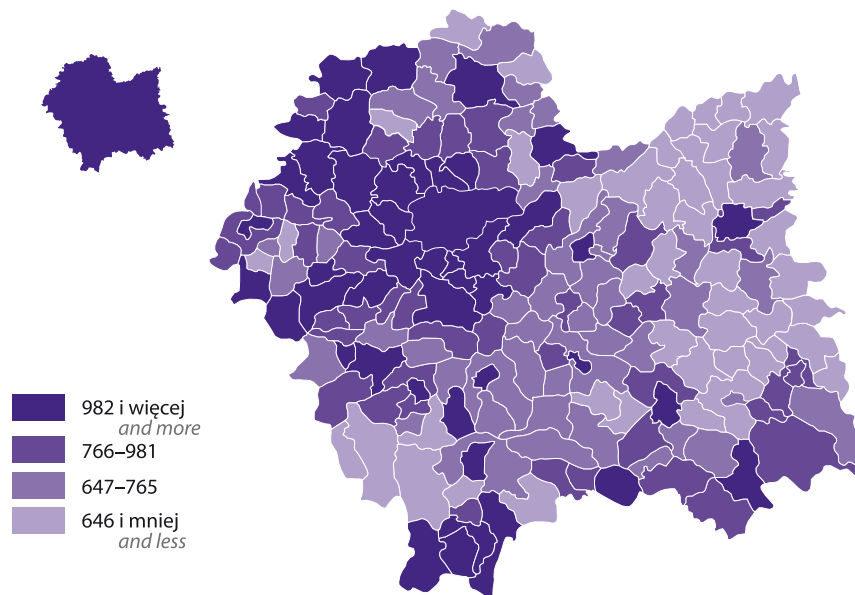 982 i więcej
and more
766–981
647–765
646 i mniej
and less